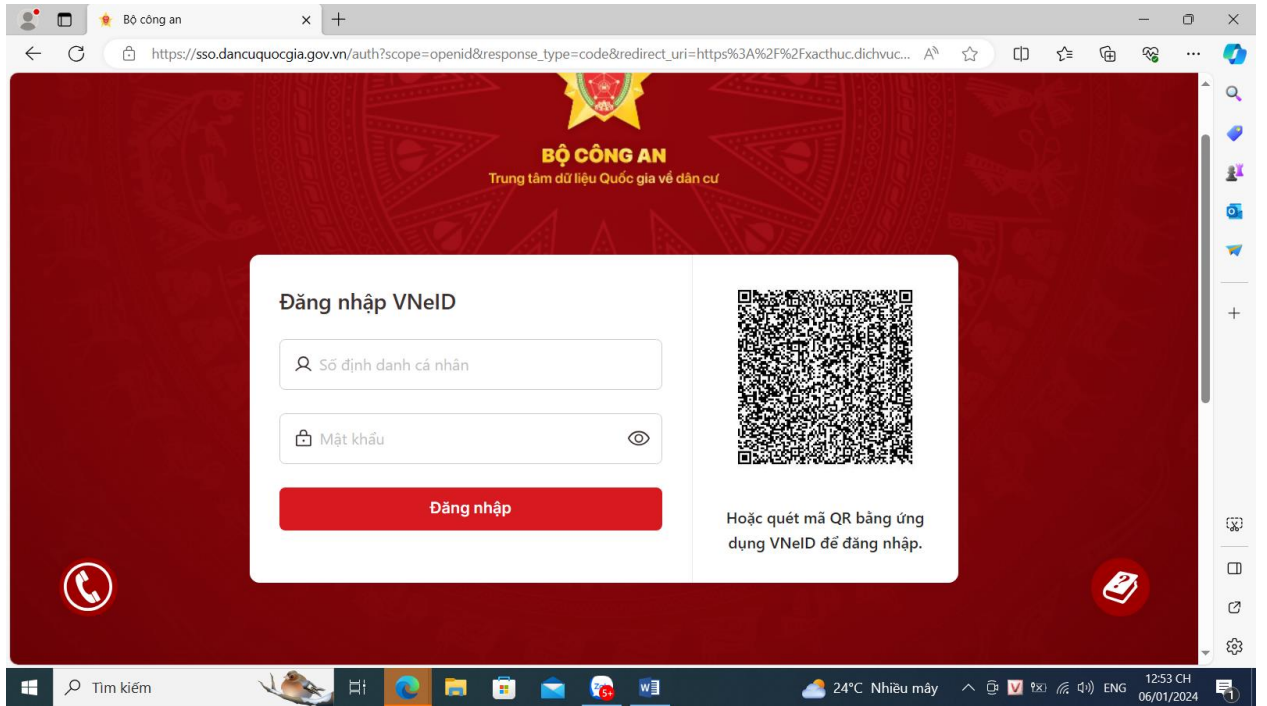 Bộ công an
https://sso.dancuquocgia.gov.vn/auth?scope=openid&response_type=code&redirect_uri=https%3A%2F%2Fxacthuc.dichvuc...
BỘ CÔNG AN
Trung tâm dữ liệu Quốc gia về dân cư
Đăng nhập VNeID
Số định danh cá nhân
Mật khẩu
Đăng nhập
Hoặc quét mã QR bằng ứng
dụng VNeID để đăng nhập.
Tìm kiếm
24°C Nhiều mây
ENG
12:53 CH
06/01/2024